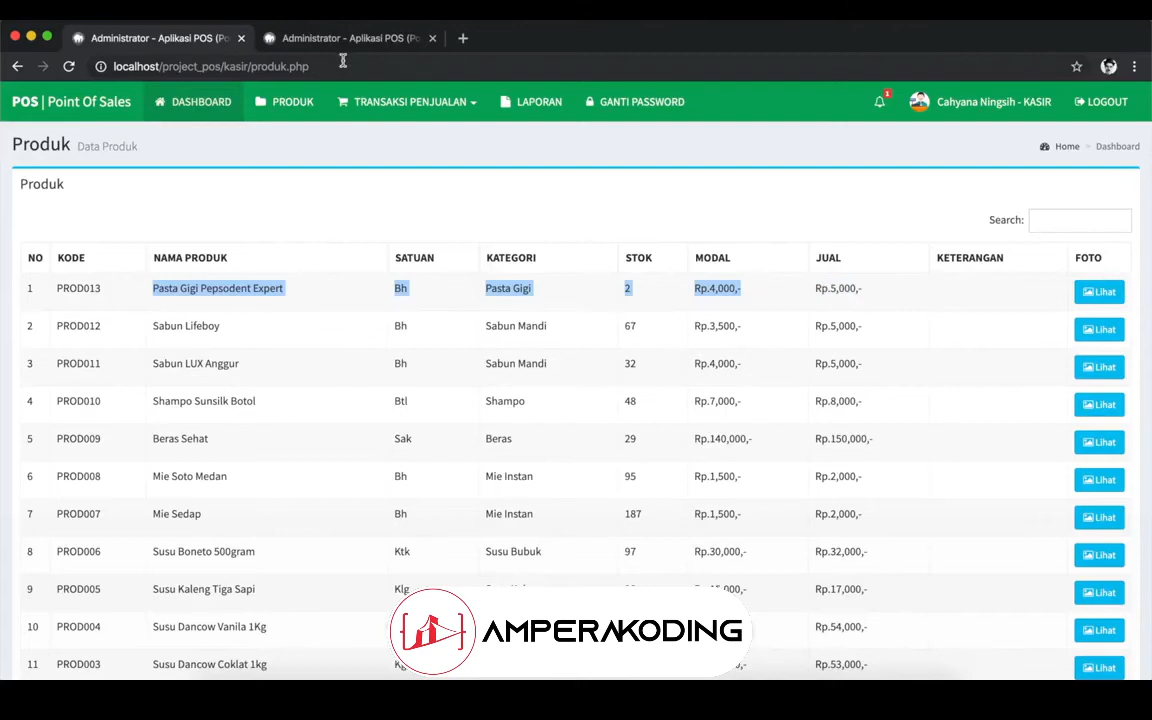 Administrator - Aplikasi POS (Po
Administrator - Aplikasi POS (Po
localhost/project_pos/kasir/produk.php
POS | Point Of Sales DASHBOARD PRODUK TRANSAKSI PENJUALAN LAPORAN GANTI PASSWORD 1 Cahyana Ningsih - KASIR LOGOUT
Produk Data Produk Home Dashboard
Produk
Search:
NO KODE NAMA PRODUK SATUAN KATEGORI STOK MODAL JUAL KETERANGAN FOTO
1 PROD013 Pasta Gigi Pepsodent Expert Bh Pasta Gigi 2 Rp.4,000,- Rp.5,000,- Lihat
2 PROD012 Sabun Lifeboy Bh Sabun Mandi 67 Rp.3,500,- Rp.5,000,- Lihat
3 PROD011 Sabun LUX Anggur Bh Sabun Mandi 32 Rp.4,000,- Rp.5,000,- Lihat
4 PROD010 Shampo Sunsilk Botol Btl Shampo 48 Rp.7,000,- Rp.8,000,- Lihat
5 PROD009 Beras Sehat Sak Beras 29 Rp.140,000,- Rp.150,000,- Lihat
6 PROD008 Mie Soto Medan Bh Mie Instan 95 Rp.1,500,- Rp.2,000,- Lihat
7 PROD007 Mie Sedap Bh Mie Instan 187 Rp.1,500,- Rp.2,000,- Lihat
8 PROD006 Susu Boneto 500gram Ktk Susu Bubuk 97 Rp.30,000,- Rp.32,000,- Lihat
9 PROD005 Susu Kaleng Tiga Sapi Klg Rp.17,000,- Lihat
10 PROD004 Susu Dancow Vanila 1Kg Rp.54,000,- Lihat
11 PROD003 Susu Dancow Coklat 1kg Rp.53,000,- Lihat
AMPERAKODING